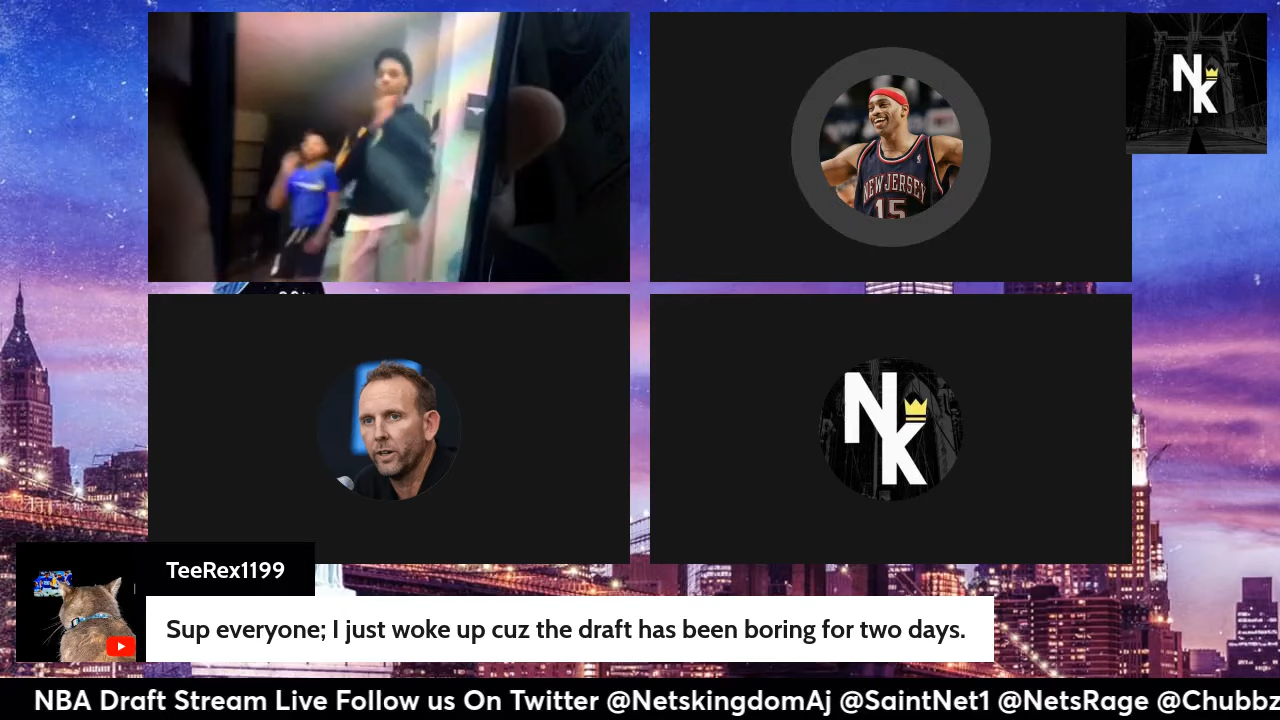 NK
NEW JERSEY
15
NK
TeeRex1199
Sup everyone; I just woke up cuz the draft has been boring for two days.
NBA Draft Stream Live Follow us On Twitter @NetskingdomAj @SaintNet1 @NetsRage @Chubbz